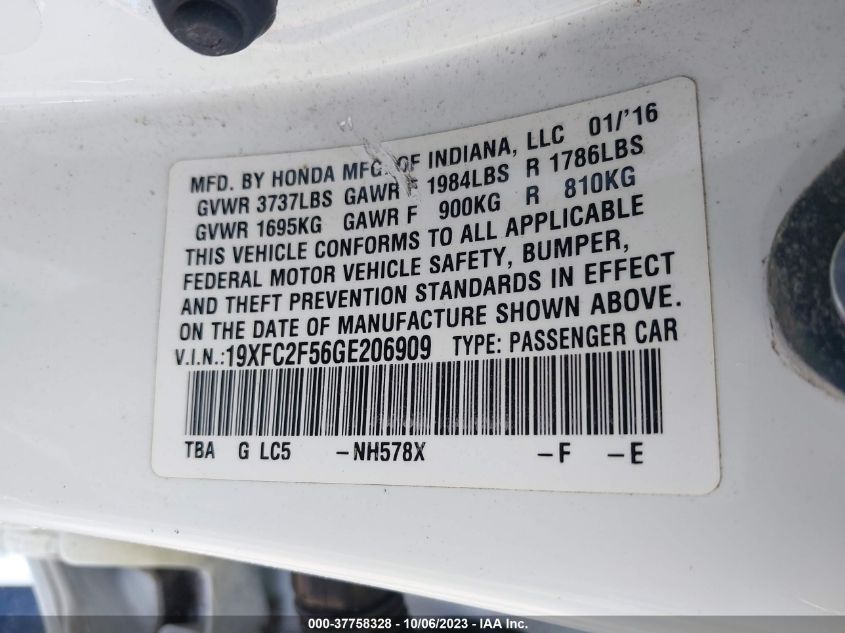 MFD. BY HONDA MFG. OF INDIANA, LLC 01/'16
GVWR 3737LBS GAWR F 1984LBS R 1786LBS
GVWR 1695KG GAWR F 900KG R 810KG
THIS VEHICLE CONFORMS TO ALL APPLICABLE
FEDERAL MOTOR VEHICLE SAFETY, BUMPER,
AND THEFT PREVENTION STANDARDS IN EFFECT
ON THE DATE OF MANUFACTURE SHOWN ABOVE.
V.I.N.:19XFC2F56GE206909 TYPE: PASSENGER CAR
TBA G LC5 -NH578X -F -E
000-37758328 - 10/06/2023 - IAA Inc.